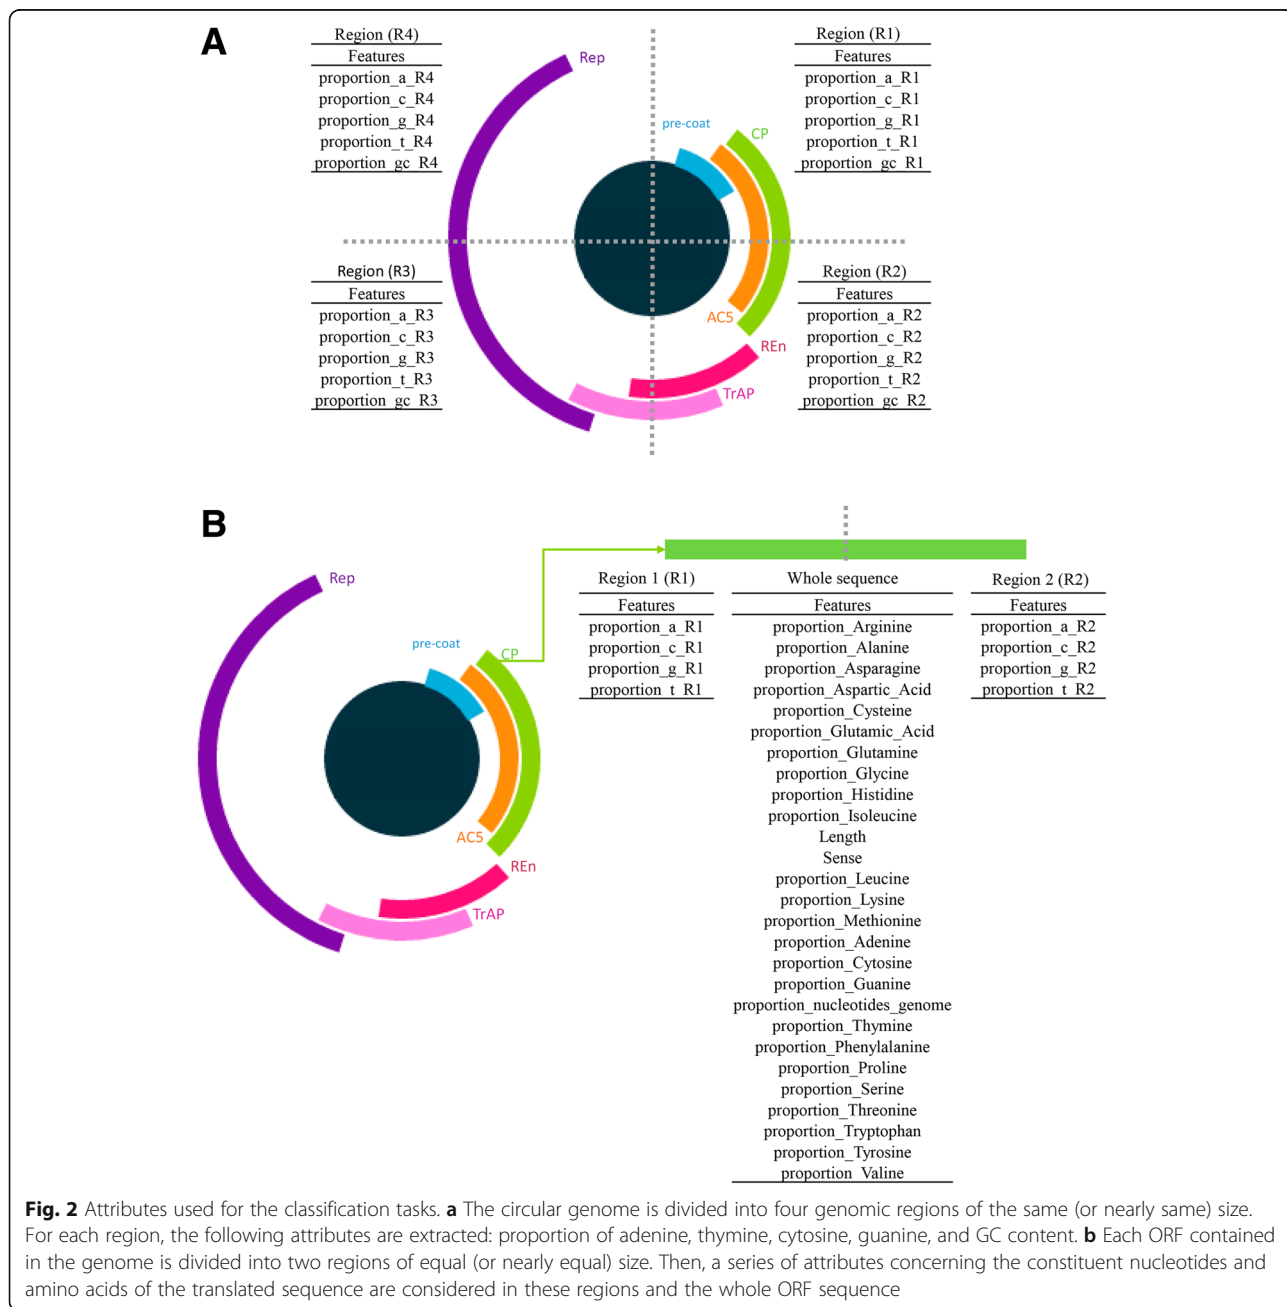 A
Region (R4)
Features
proportion_a_R4
proportion_c_R4
proportion_g_R4
proportion_t_R4
proportion_gc_R4
Rep
pre-coat
CP
Region (R1)
Features
proportion_a_R1
proportion_c_R1
proportion_g_R1
proportion_t_R1
proportion_gc_R1
Region (R3)
Features
proportion_a_R3
proportion_c_R3
proportion_g_R3
proportion_t_R3
proportion_gc_R3
AC5
REn
TrAP
Region (R2)
Features
proportion_a_R2
proportion_c_R2
proportion_g_R2
proportion_t_R2
proportion_gc_R2
B
Rep
pre-coat
CP
AC5
REn
TrAP
Region 1 (R1)
Features
proportion_a_R1
proportion_c_R1
proportion_g_R1
proportion_t_R1
Whole sequence
Features
proportion_Arginine
proportion_Alanine
proportion_Asparagine
proportion_Aspartic_Acid
proportion_Cysteine
proportion_Glutamic_Acid
proportion_Glutamine
proportion_Glycine
proportion_Histidine
proportion_Isoleucine
Length
Sense
proportion_Leucine
proportion_Lysine
proportion_Methionine
proportion_Adenine
proportion_Cytosine
proportion_Guanine
proportion_nucleotides_genome
proportion_Thymine
proportion_Phenylalanine
proportion_Proline
proportion_Serine
proportion_Threonine
proportion_Tryptophan
proportion_Tyrosine
proportion_Valine
Region 2 (R2)
Features
proportion_a_R2
proportion_c_R2
proportion_g_R2
proportion_t_R2
Fig. 2 Attributes used for the classification tasks. a The circular genome is divided into four genomic regions of the same (or nearly same) size.
For each region, the following attributes are extracted: proportion of adenine, thymine, cytosine, guanine, and GC content. b Each ORF contained
in the genome is divided into two regions of equal (or nearly equal) size. Then, a series of attributes concerning the constituent nucleotides and
amino acids of the translated sequence are considered in these regions and the whole ORF sequence